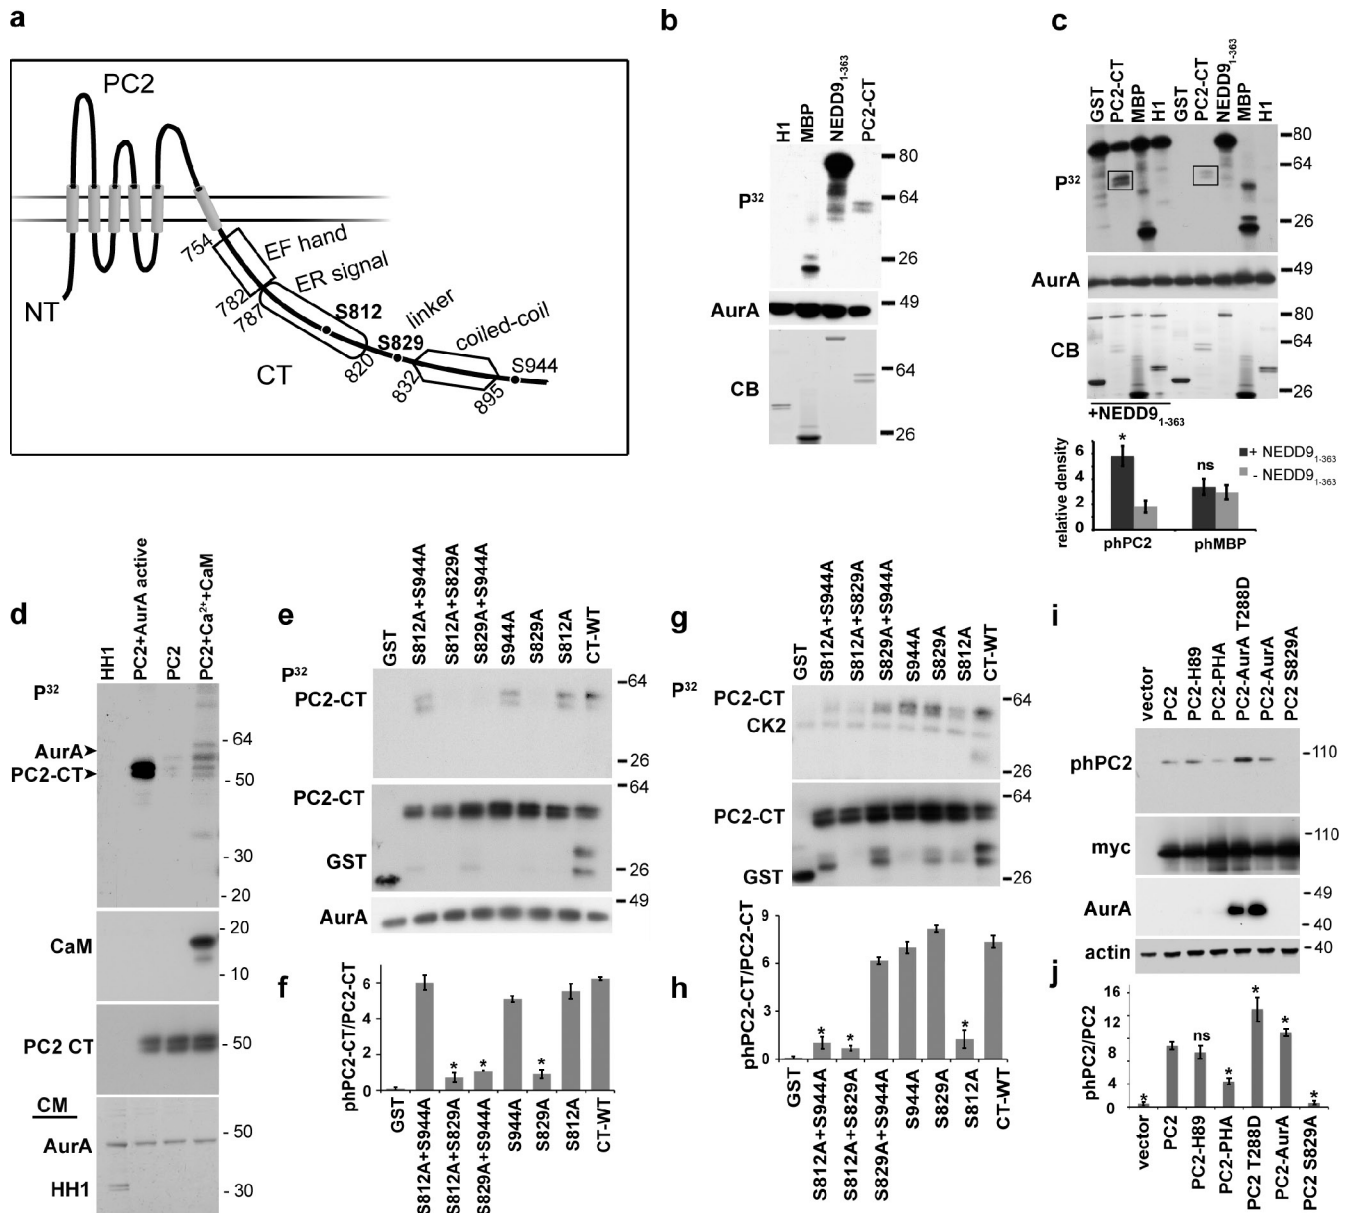 a
PC2
NT
CT
754
EF hand
782
787
ER signal
S812
820
S829
linker
832
coiled-coil
895
S944
b
H1
MBP
NEDD9₁₋₃₆₃
PC2-CT
P³²
80
64
26
AurA
49
CB
64
26
c
GST
PC2-CT
MBP
H1
GST
PC2-CT
NEDD9₁₋₃₆₃
MBP
H1
P³²
80
64
26
AurA
49
CB
80
64
26
+NEDD9₁₋₃₆₃
relative density
6
4
2
0
*
ns
+ NEDD9₁₋₃₆₃
- NEDD9₁₋₃₆₃
phPC2
phMBP
d
HH1
PC2+AurA active
PC2
PC2+Ca²⁺+CaM
P³²
AurA
PC2-CT
- 64
- 50
- 30
- 20
CaM
- 20
- 10
PC2 CT
- 50
CM
AurA
- 50
HH1
- 30
e
GST
S812A+S944A
S812A+S829A
S829A+S944A
S944A
S829A
S812A
CT-WT
P³²
PC2-CT
-64
-26
PC2-CT
-64
GST
-26
AurA
-49
f
phPC2-CT/PC2-CT
6
4
2
0
* * *
GST
S812A+S944A
S812A+S829A
S829A+S944A
S944A
S829A
S812A
CT-WT
g
GST
S812A+S944A
S812A+S829A
S829A+S944A
S944A
S829A
S812A
CT-WT
P³²
PC2-CT
CK2
-64
-26
PC2-CT
-64
GST
-26
h
phPC2-CT/PC2-CT
9
6
3
0
* * *
GST
S812A+S944A
S812A+S829A
S829A+S944A
S944A
S829A
S812A
CT-WT
i
vector
PC2
PC2-H89
PC2-PHA
PC2-AurA T288D
PC2-AurA
PC2 S829A
phPC2
-110
myc
-110
AurA
-49
-40
actin
-40
j
phPC2/PC2
16
12
8
4
0
* ns * * * *
vector
PC2
PC2-H89
PC2-PHA
PC2 T288D
PC2-AurA
PC2 S829A